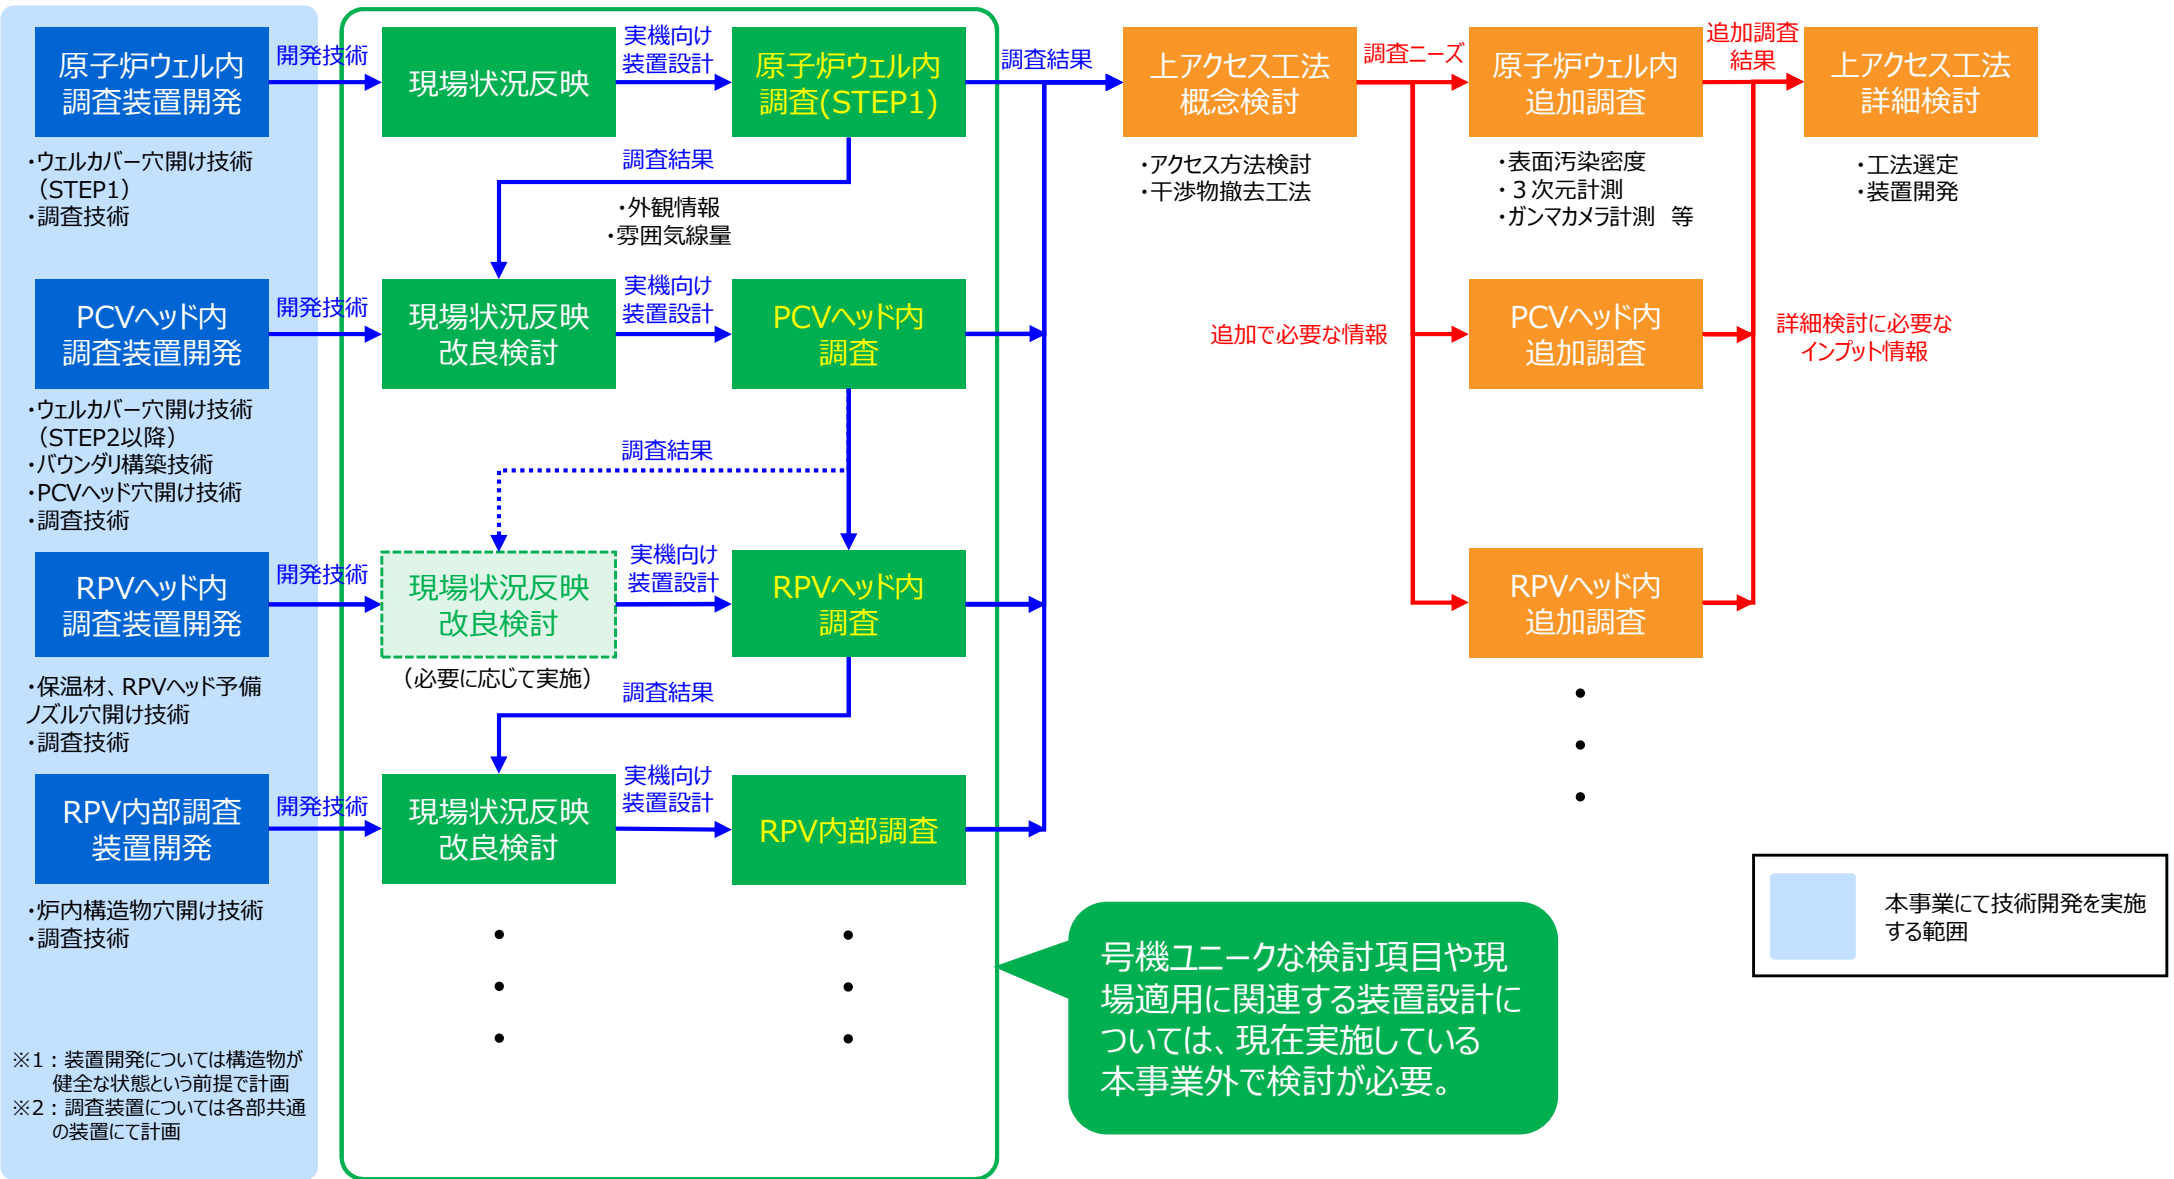 原子炉ウェル内
調査装置開発
開発技術
現場状況反映
実機向け
装置設計
原子炉ウェル内
調査(STEP1)
調査結果
上アクセス工法
概念検討
調査ニーズ
原子炉ウェル内
追加調査
追加調査
結果
上アクセス工法
詳細検討
・ウェルカバー穴開け技術
（STEP1）
・調査技術
調査結果
・外観情報
・雰囲気線量
・アクセス方法検討
・干渉物撤去工法
・表面汚染密度
・３次元計測
・ガンマカメラ計測　等
・工法選定
・装置開発
PCVヘッド内
調査装置開発
開発技術
現場状況反映
改良検討
実機向け
装置設計
PCVヘッド内
調査
追加で必要な情報
PCVヘッド内
追加調査
詳細検討に必要な
インプット情報
・ウェルカバー穴開け技術
（STEP2以降）
・バウンダリ構築技術
・PCVヘッド穴開け技術
・調査技術
調査結果
RPVヘッド内
調査装置開発
開発技術
現場状況反映
改良検討
（必要に応じて実施）
実機向け
装置設計
RPVヘッド内
調査
RPVヘッド内
追加調査
・保温材、RPVヘッド予備
ノズル穴開け技術
・調査技術
調査結果
RPV内部調査
装置開発
開発技術
現場状況反映
改良検討
実機向け
装置設計
RPV内部調査
・炉内構造物穴開け技術
・調査技術
※1：装置開発については構造物が
健全な状態という前提で計画
※2：調査装置については各部共通
の装置にて計画
号機ユニークな検討項目や現
場適用に関連する装置設計に
ついては、現在実施している
本事業外で検討が必要。
本事業にて技術開発を実施
する範囲